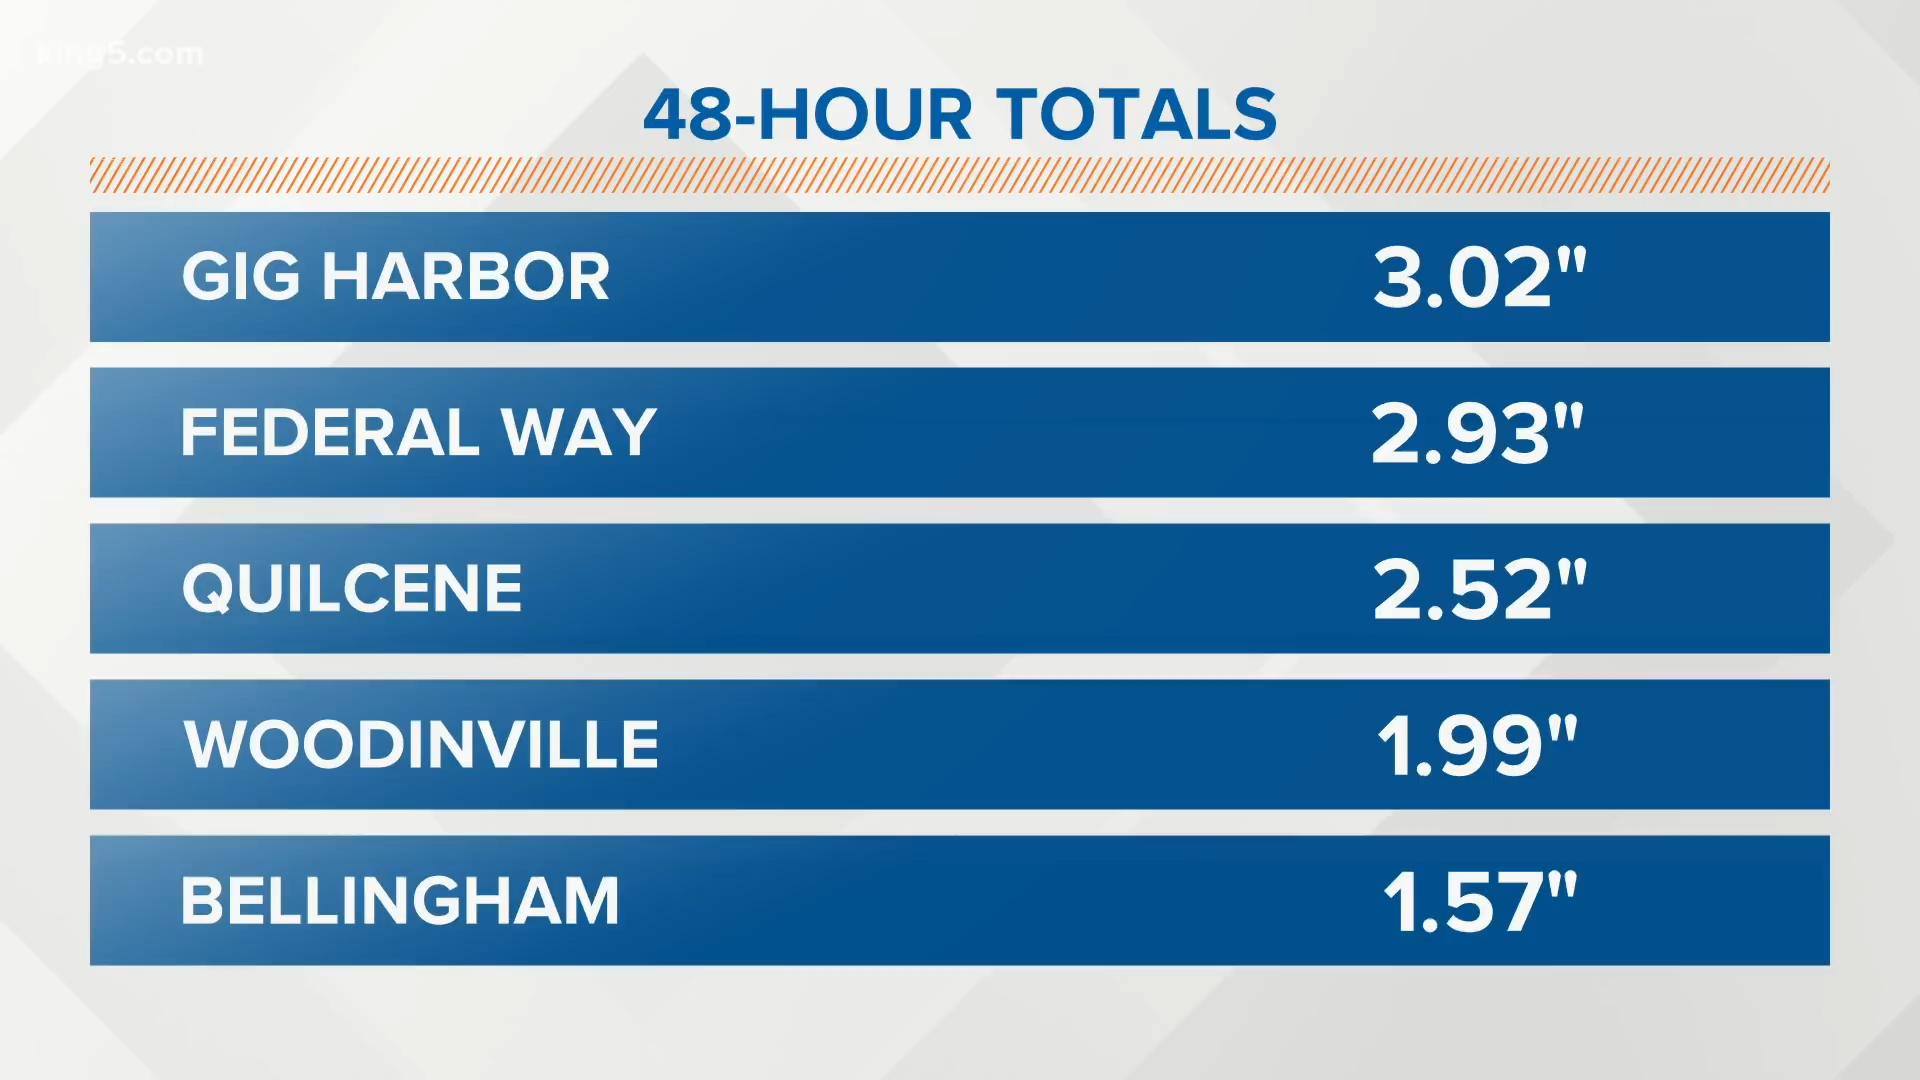 king5.com
48-HOUR TOTALS
GIG HARBOR 3.02"
FEDERAL WAY 2.93"
QUILCENE 2.52"
WOODINVILLE 1.99"
BELLINGHAM 1.57"